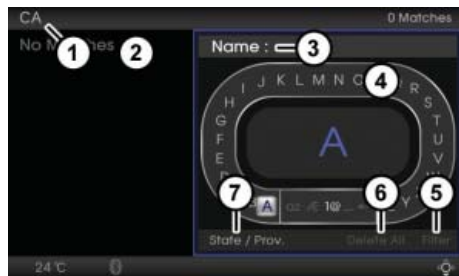 CA
0 Matches
1
No Matches
2
Name :
3
4
I J K L M N O
R
H
S
G
T
F
U
E
V
A
Y
7
6
5
A
1@
State / Prov.
Delete All
Filter
24 °C